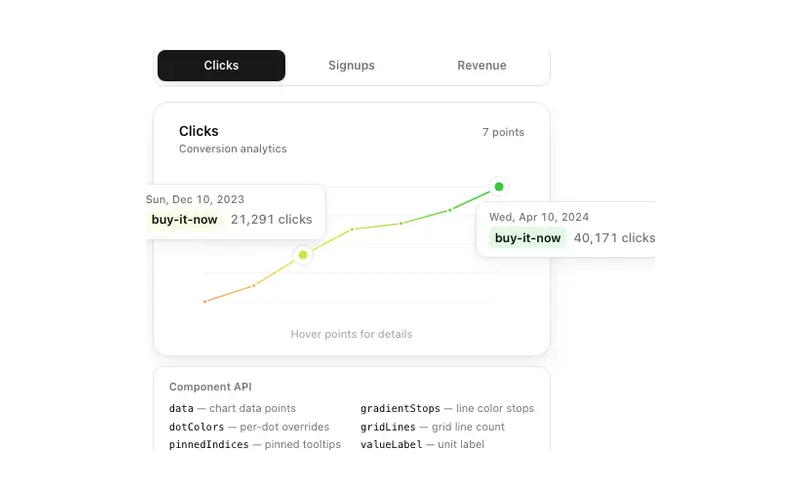 Clicks Signups Revenue
Clicks
7 points
Conversion analytics
Sun, Dec 10, 2023
buy-it-now 21,291 clicks
Wed, Apr 10, 2024
buy-it-now 40,171 clicks
Hover points for details
Component API
data — chart data points
gradientStops — line color stops
dotColors — per-dot overrides
gridLines — grid line count
pinnedIndices — pinned tooltips
valueLabel — unit label